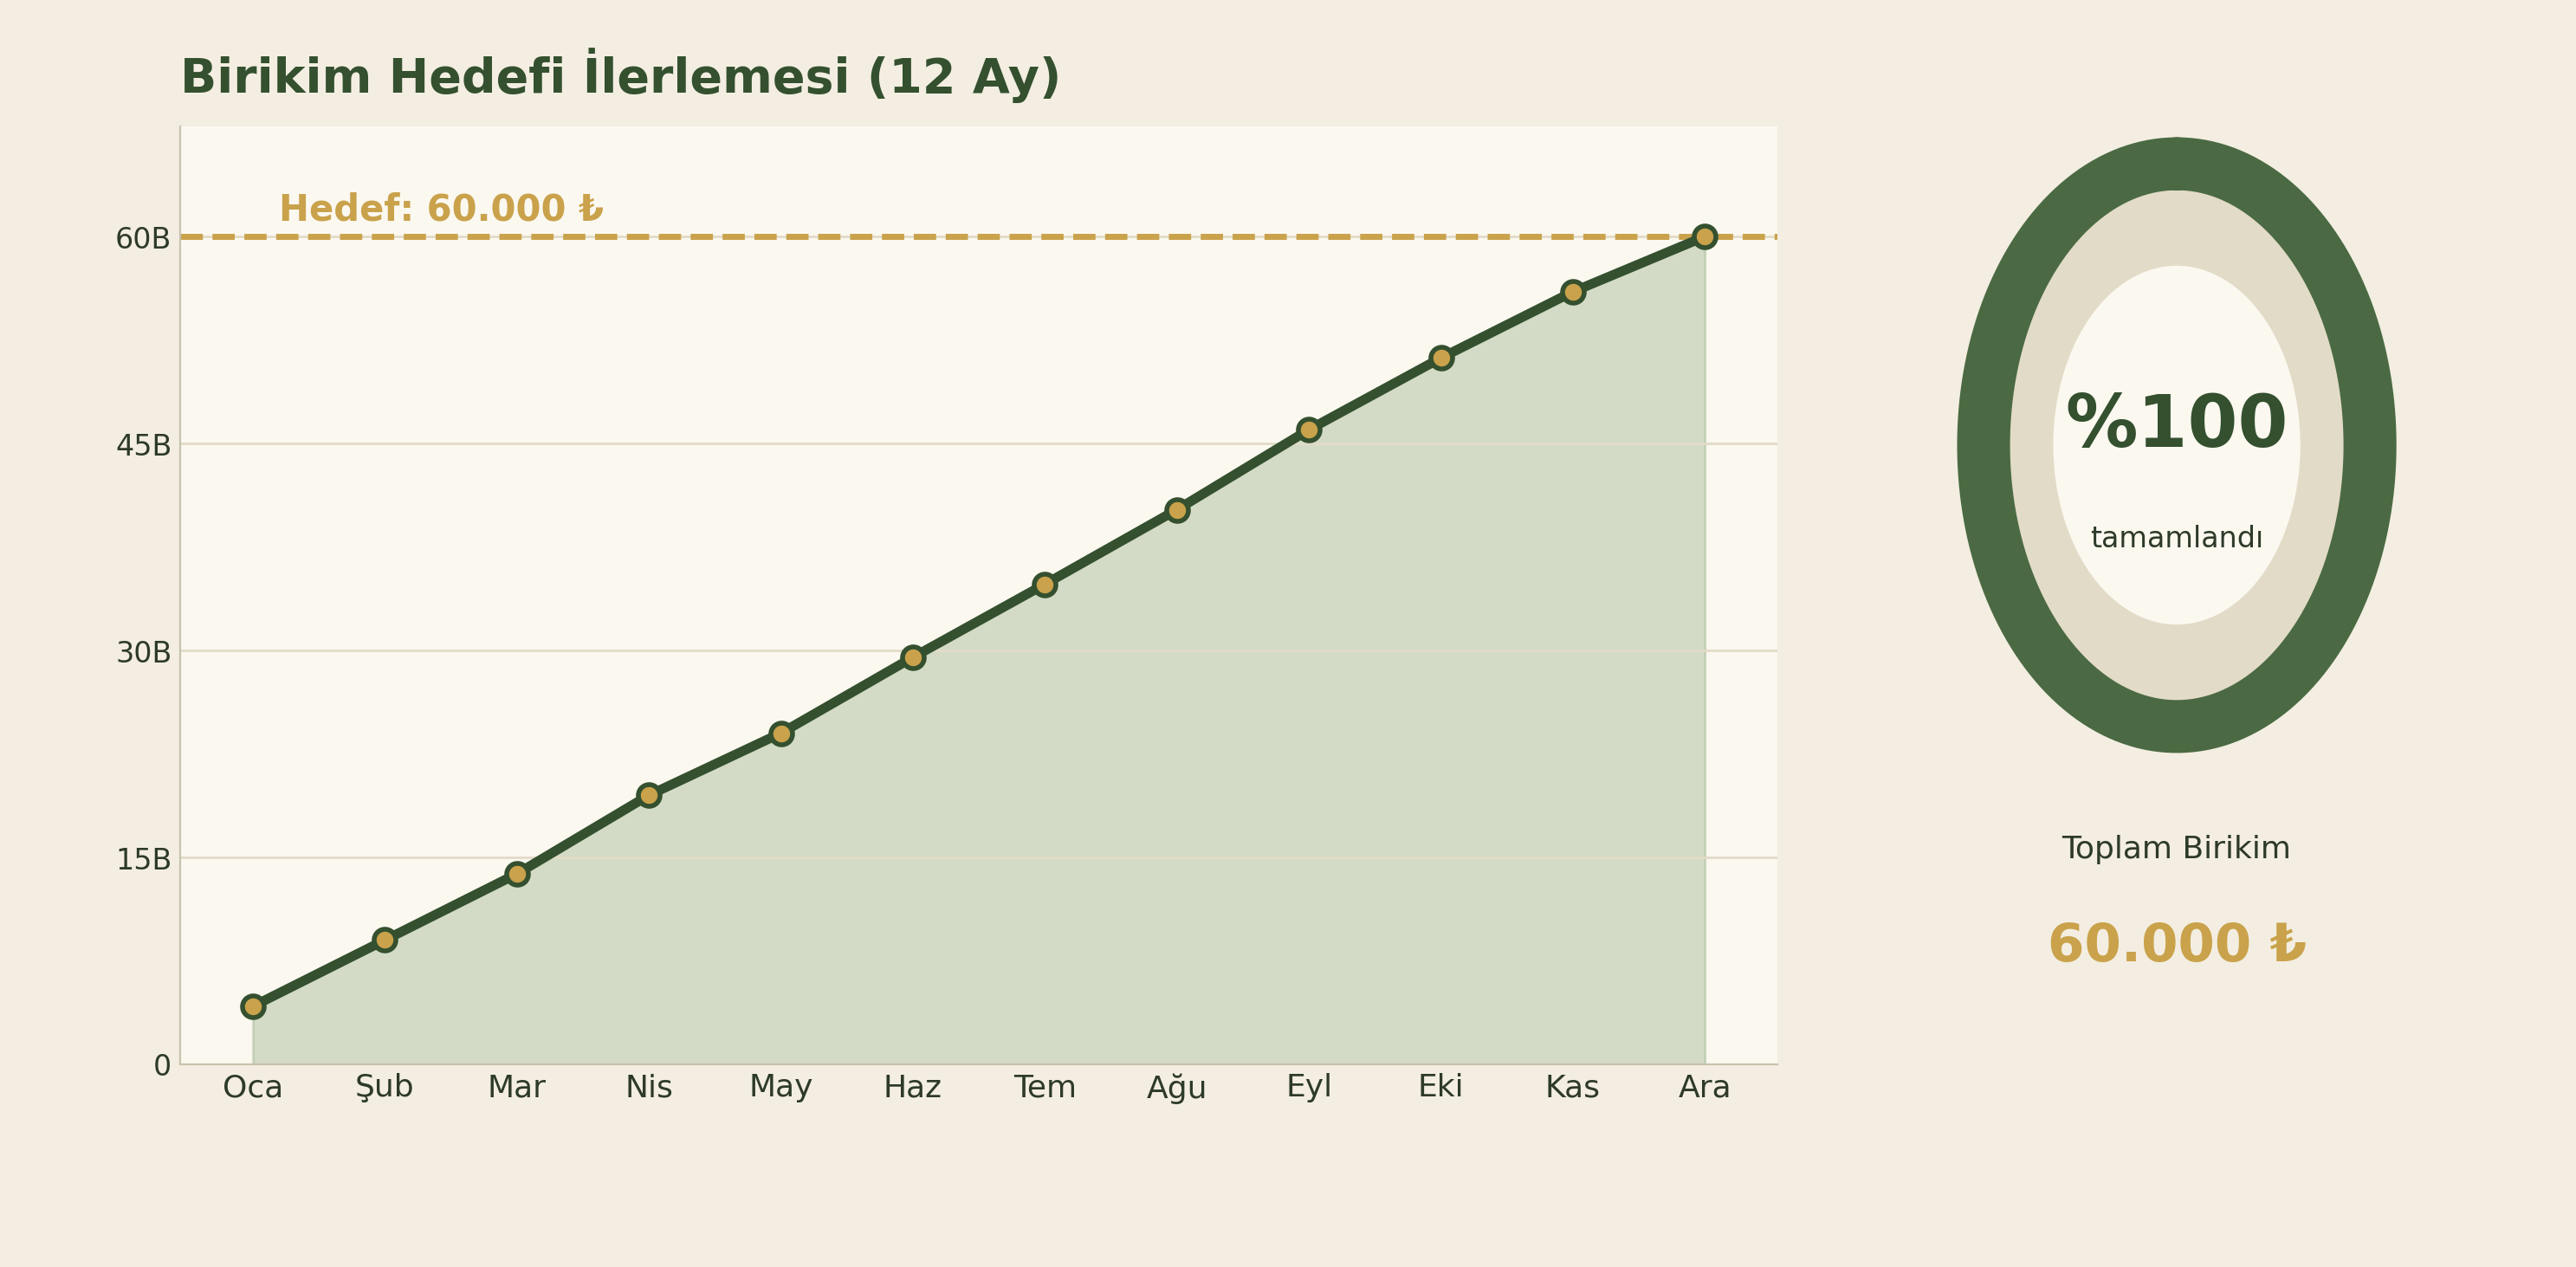 Birikim Hedefi İlerlemesi (12 Ay)
Hedef: 60.000 ₺
60B
45B
30B
15B
0
Oca Şub Mar Nis May Haz Tem Ağu Eyl Eki Kas Ara
%100
tamamlandı
Toplam Birikim
60.000 ₺